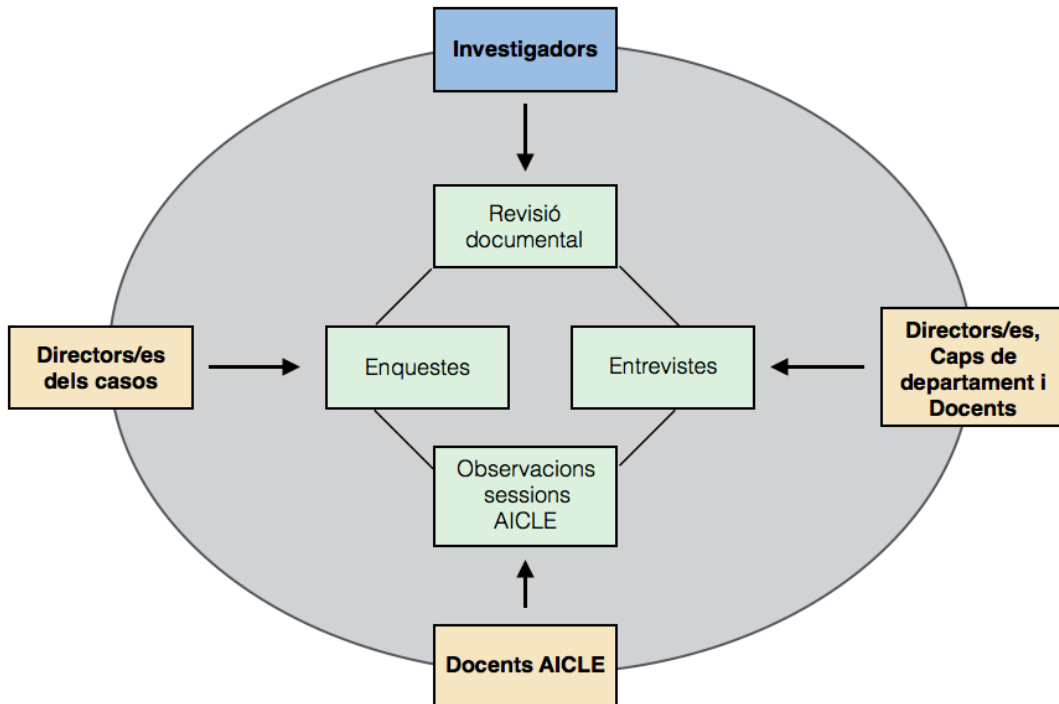 Investigadors
Revisió
documental
Directors/es
dels casos
Enquestes
Entrevistes
Directors/es,
Caps de
departament i
Docents
Observacions
sessions
AICLE
Docents AICLE